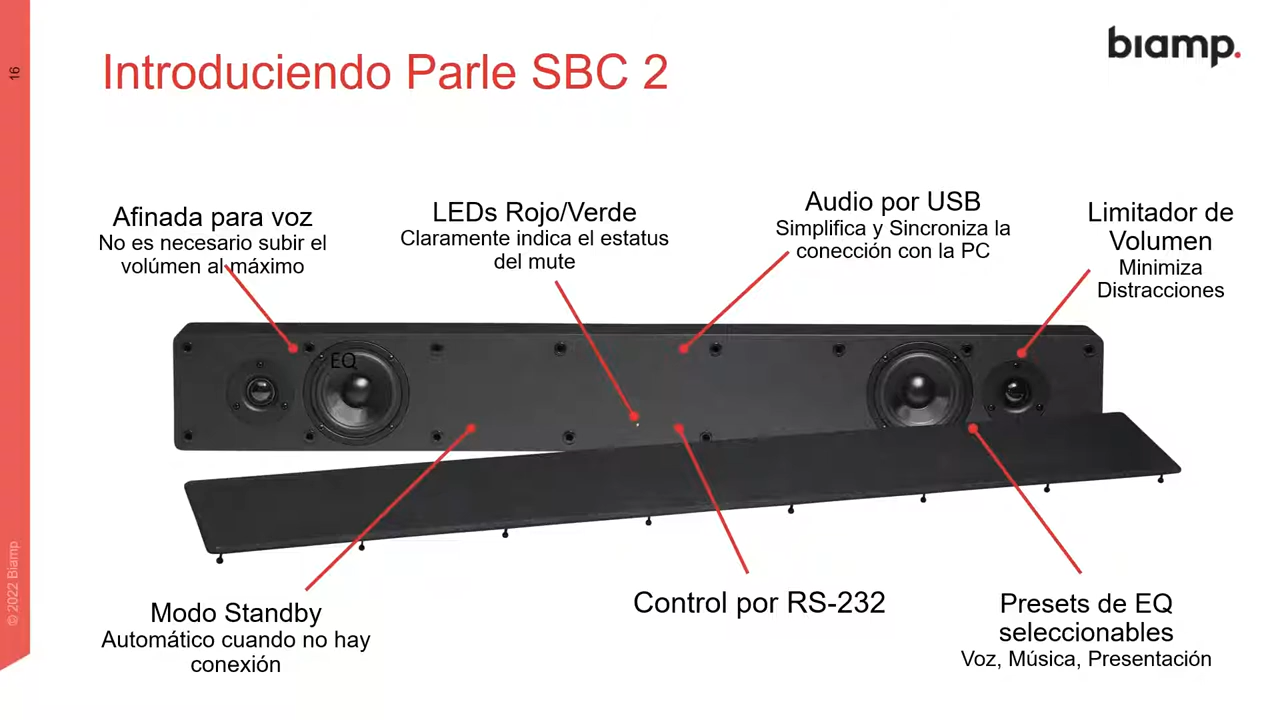 16
Introduciendo Parle SBC 2
biamp.
Afinada para voz
No es necesario subir el
volúmen al máximo
LEDs Rojo/Verde
Claramente indica el estatus
del mute
Audio por USB
Simplifica y Sincroniza la
conección con la PC
Limitador de
Volumen
Minimiza
Distracciones
EQ
Modo Standby
Automático cuando no hay
conexión
Control por RS-232
Presets de EQ
seleccionables
Voz, Música, Presentación
© 2022 Biamp